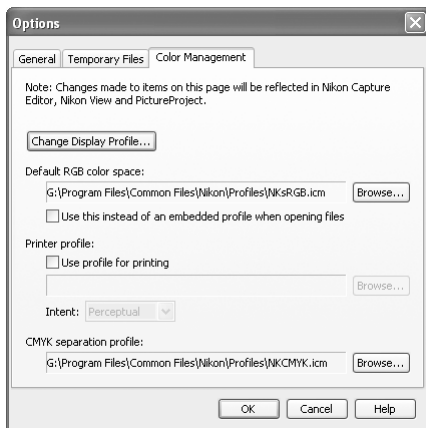 Options
General Temporary Files Color Management
Note: Changes made to items on this page will be reflected in Nikon Capture
Editor, Nikon View and PictureProject.
Change Display Profile...
Default RGB color space:
G:\Program Files\Common Files\Nikon\Profiles\NKsRGB.icm Browse...
Use this instead of an embedded profile when opening files
Printer profile:
Use profile for printing
Browse...
Intent: Perceptual
CMYK separation profile:
G:\Program Files\Common Files\Nikon\Profiles\NKCMYK.icm Browse...
OK Cancel Help